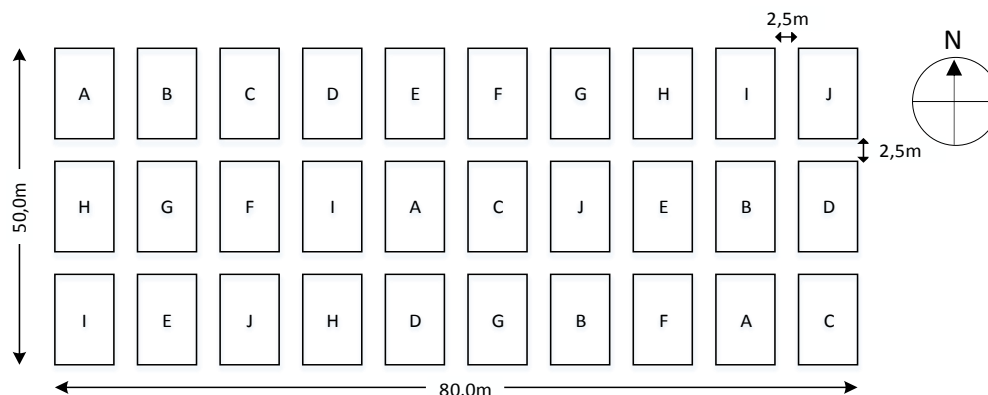 2,5m
N
A B C D E F G H I J
2,5m
H G F I A C J E B D
50,0m
I E J H D G B F A C
80,0m